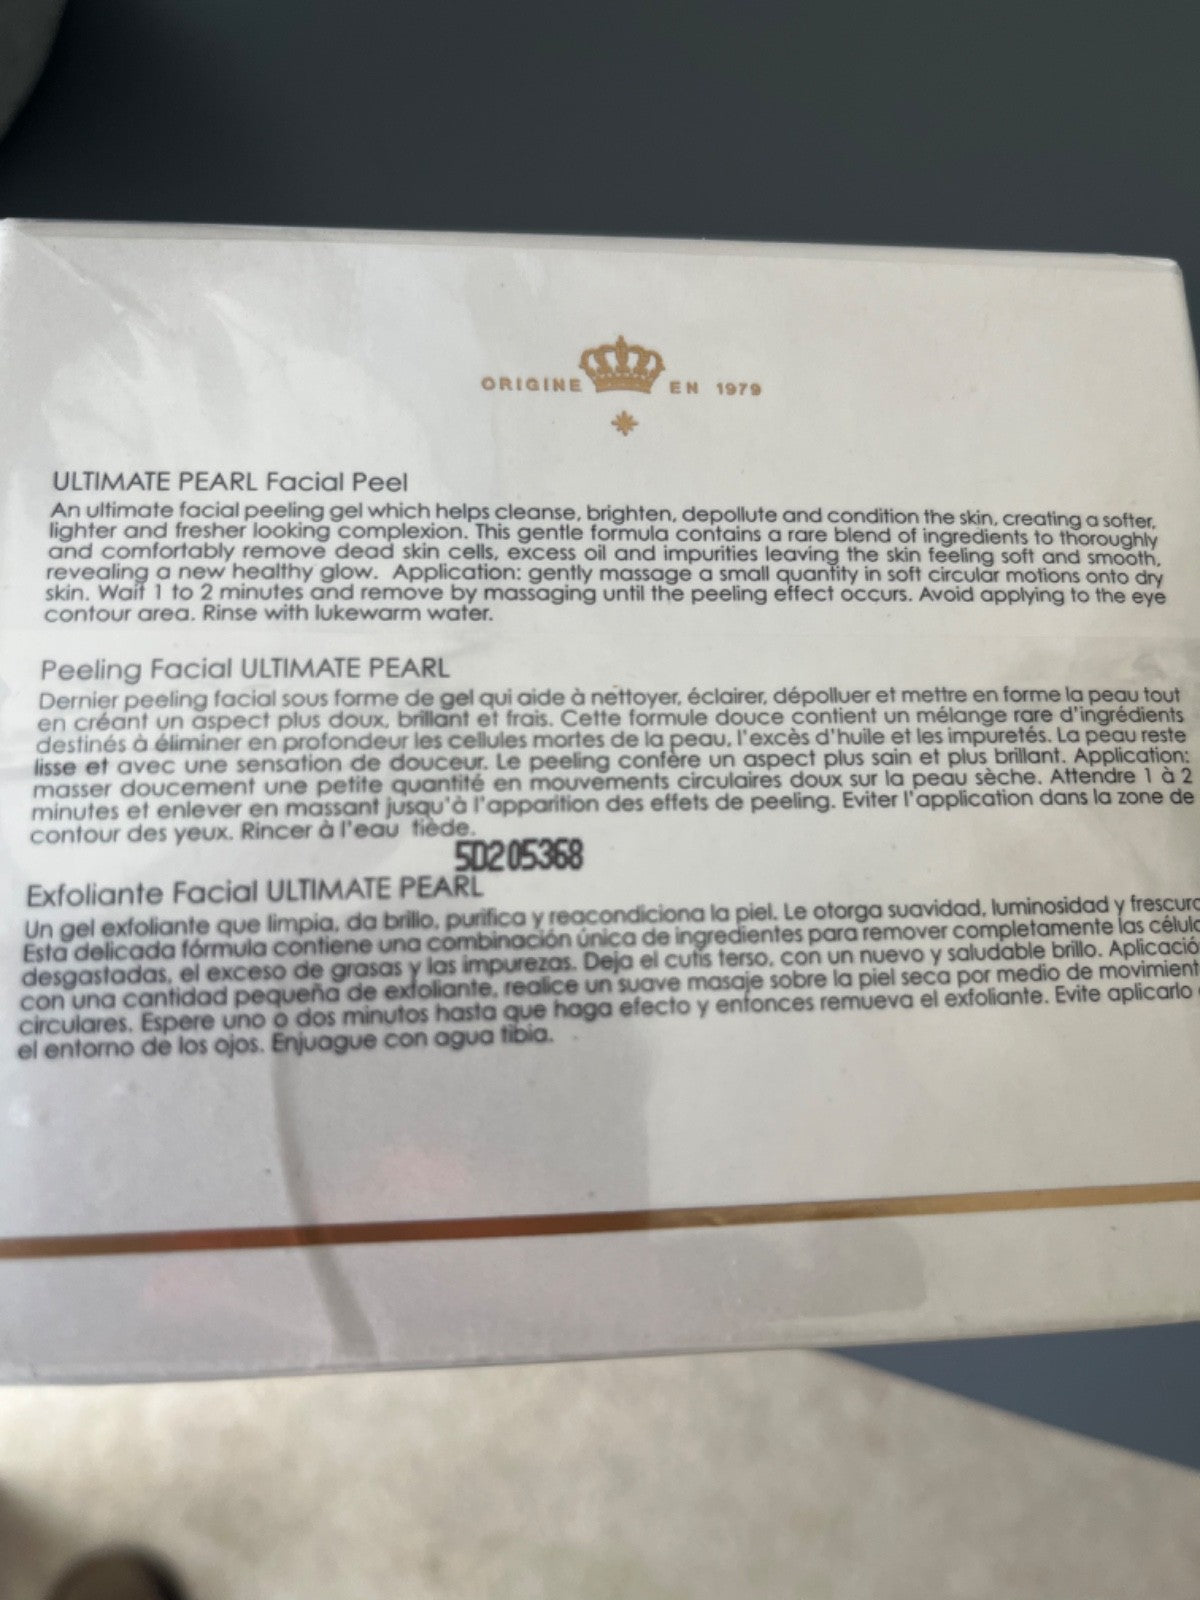 ORIGINE EN 1979
ULTIMATE PEARL Facial Peel
An ultimate facial peeling gel which helps cleanse, brighten, depollute and condition the skin, creating a softer,
lighter and fresher looking complexion. This gentle formula contains a rare blend of ingredients to thoroughly
and comfortably remove dead skin cells, excess oil and impurities leaving the skin feeling soft and smooth,
revealing a new healthy glow. Application: gently massage a small quantity in soft circular motions onto dry
skin. Wait 1 to 2 minutes and remove by massaging until the peeling effect occurs. Avoid applying to the eye
contour area. Rinse with lukewarm water.
Peeling Facial ULTIMATE PEARL
Dernier peeling facial sous forme de gel qui aide à nettoyer, éclairer, dépolluer et mettre en forme la peau tout
en créant un aspect plus doux, brillant et frais. Cette formule douce contient un mélange rare d'ingrédients
destinés à éliminer en profondeur les cellules mortes de la peau, l'excès d'huile et les impuretés. La peau reste
lisse et avec une sensation de douceur. Le peeling confère un aspect plus sain et plus brillant. Application:
masser doucement une petite quantité en mouvements circulaires doux sur la peau sèche. Attendre 1 à 2
minutes et enlever en massant jusqu'à l'apparition des effets de peeling. Eviter l'application dans la zone de
contour des yeux. Rincer à l'eau tiède.
5D205368
Exfoliante Facial ULTIMATE PEARL
Un gel exfoliante que limpia, da brillo, purifica y reacondiciona la piel. Le otorga suavidad, luminosidad y frescura
Esta delicada fórmula contiene una combinación única de ingredientes para remover completamente las célula
desgastadas, el exceso de grasas y las impurezas. Deja el cutis terso, con un nuevo y saludable brillo. Aplicació
con una cantidad pequeña de exfoliante, realice un suave masaje sobre la piel seca por medio de movimient
circulares. Espere uno o dos minutos hasta que haga efecto y entonces remueva el exfoliante. Evite aplicarlo
el entorno de los ojos. Enjuague con agua tibia.